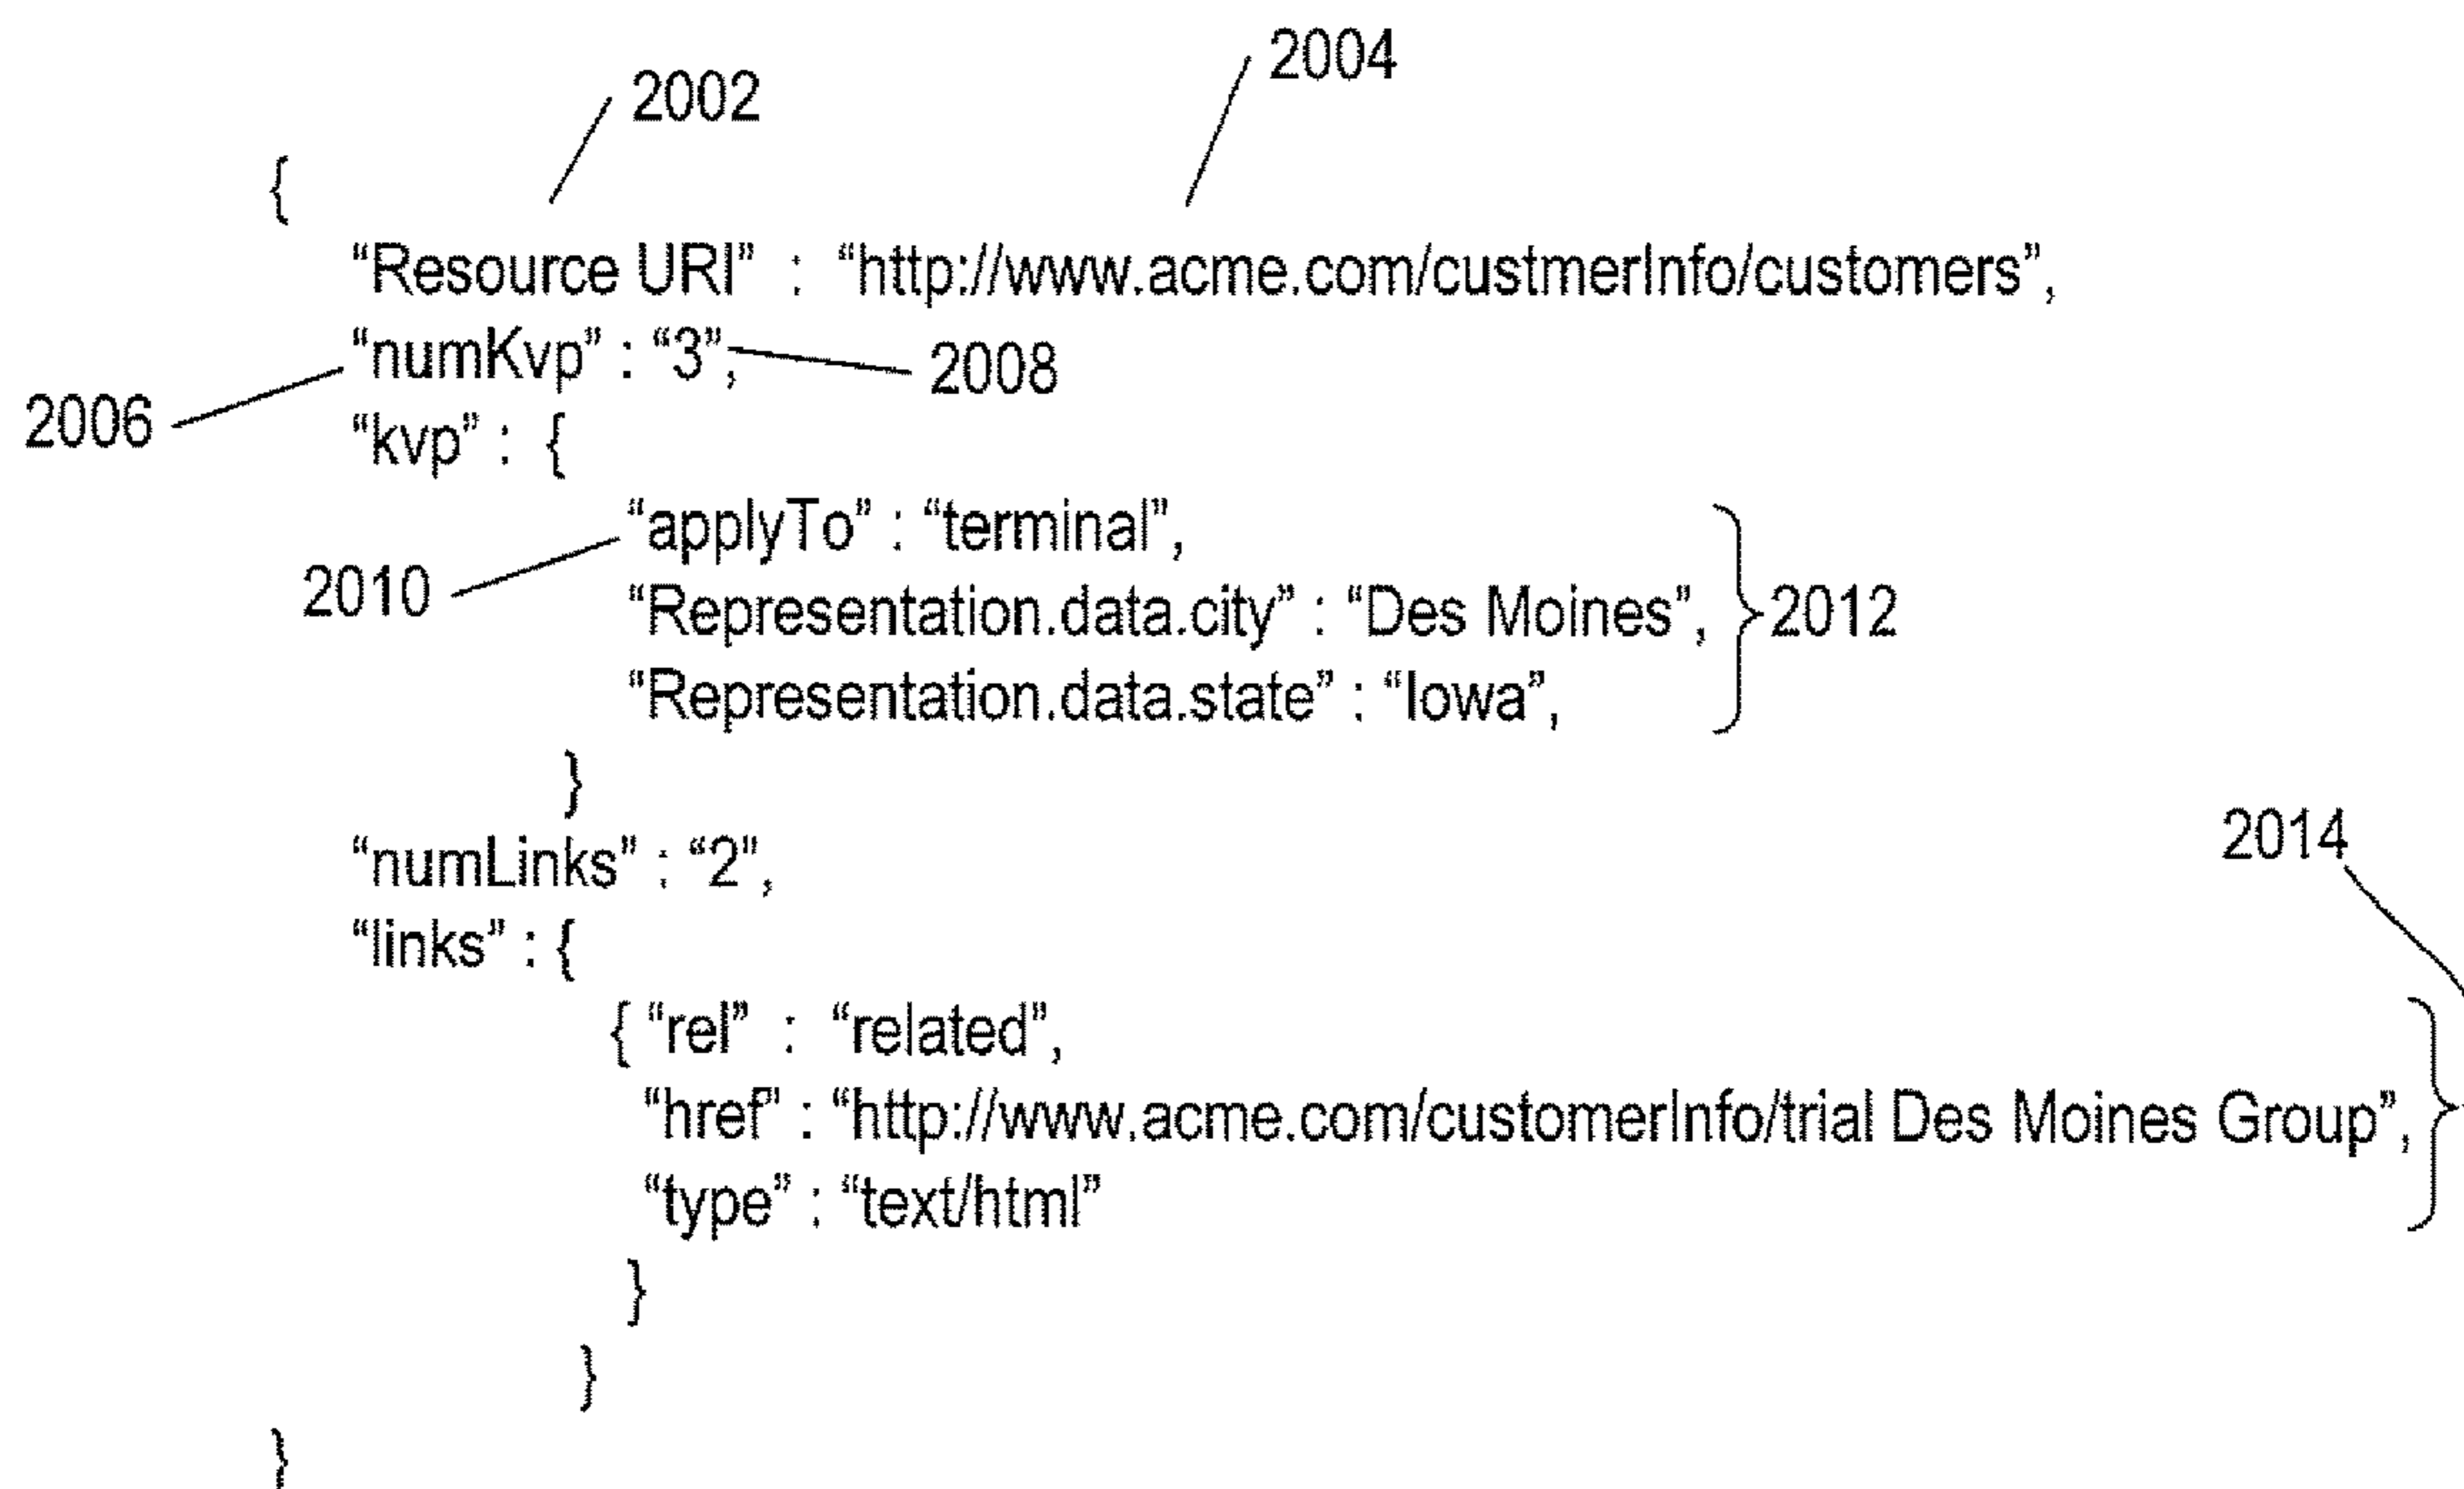 2004
2002
{
“Resource URI” : “http://www.acme.com/custmerInfo/customers”,
“numKvp” : “3”, 2008
2006
“kvp” : {
“applyTo” : “terminal”,
2010
“Representation.data.city” : “Des Moines”, 2012
“Representation.data.state” : “Iowa”,
}
2014
“numLinks” : “2”,
“links” : {
{ “rel” : “related”,
“href” : “http://www.acme.com/customerInfo/trial Des Moines Group”,
“type” : “text/html”
}
}
}